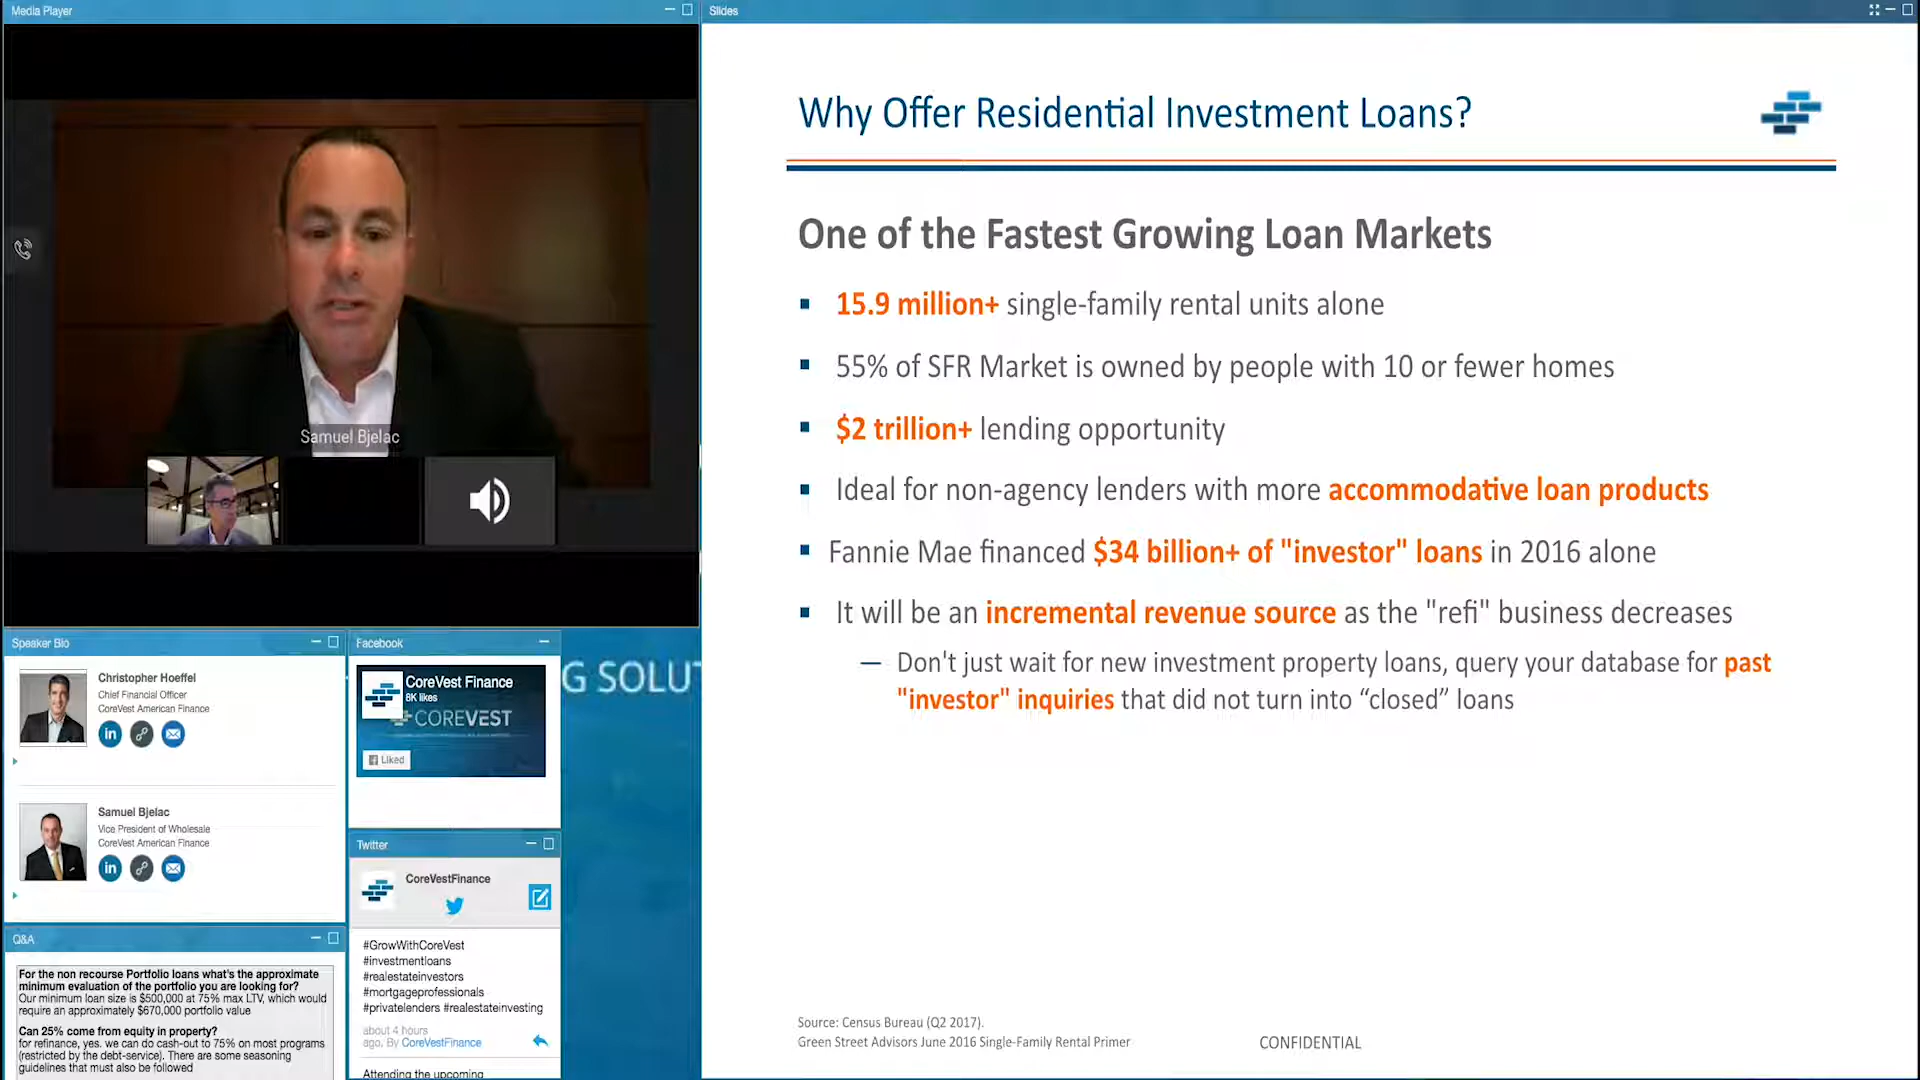 Media Player
Samuel Bjelac
Speaker Bio
Christopher Hoeffel
Chief Financial Officer
CoreVest American Finance
in
Samuel Bjelac
Vice President of Wholesale
CoreVest American Finance
in
Q&A
For the non recourse Portfolio loans what's the approximate
minimum evaluation of the portfolio you are looking for?
Our minimum loan size is $500,000 at 75% max LTV, which would
require an approximately $670,000 portfolio value
Can 25% come from equity in property?
for refinance, yes. we can do cash-out to 75% on most programs
(restricted by the debt-service). There are some seasoning
guidelines that must also be followed
Facebook
CoreVest Finance
8K likes
COREVEST
Liked
G SOLUT
Twitter
CoreVestFinance
#GrowWithCoreVest
#investmentloans
#realestateinvestors
#mortgageprofessionals
#privatelenders #realestateinvesting
about 4 hours
ago, By CoreVestFinance
Attending the upcoming
Slides
Why Offer Residential Investment Loans?
One of the Fastest Growing Loan Markets
15.9 million+ single-family rental units alone
55% of SFR Market is owned by people with 10 or fewer homes
$2 trillion+ lending opportunity
Ideal for non-agency lenders with more accommodative loan products
Fannie Mae financed $34 billion+ of "investor" loans in 2016 alone
It will be an incremental revenue source as the "refi" business decreases
— Don't just wait for new investment property loans, query your database for past
"investor" inquiries that did not turn into “closed” loans
Source: Census Bureau (Q2 2017).
Green Street Advisors June 2016 Single-Family Rental Primer
CONFIDENTIAL